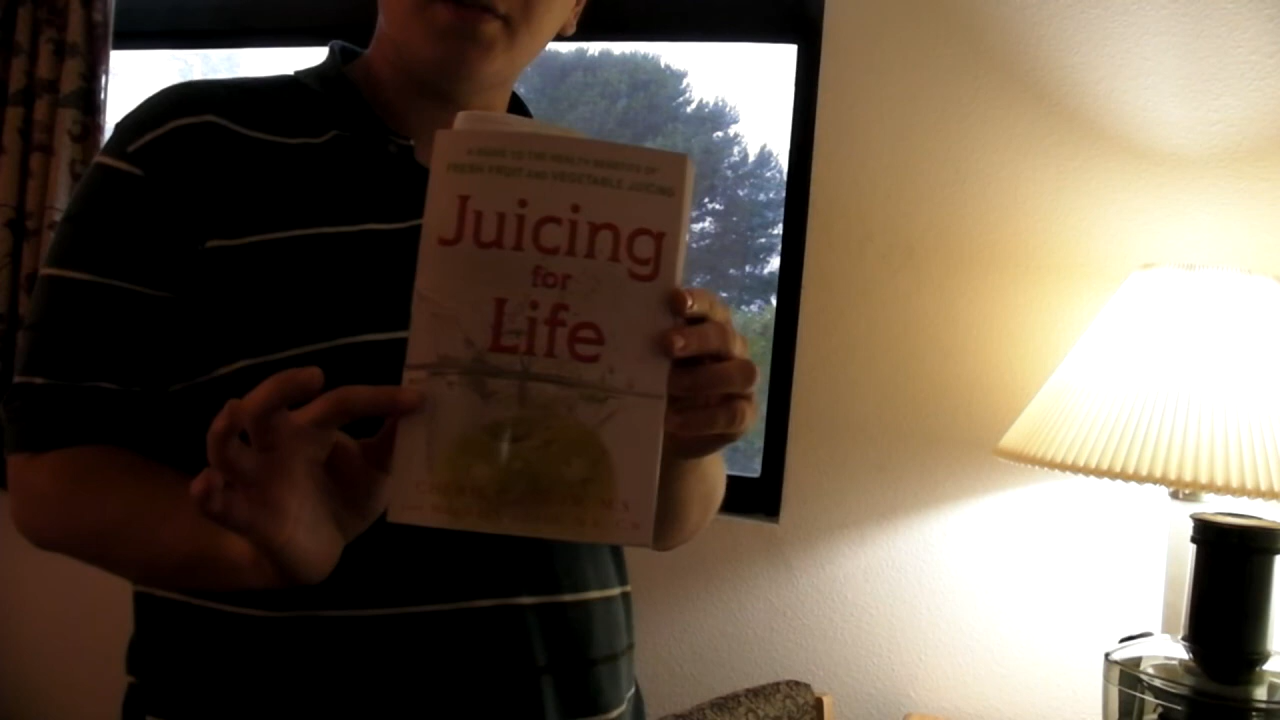 A GUIDE TO THE HEALTH BENEFITS OF
FRESH FRUIT AND VEGETABLE JUICING
Juicing
for
Life